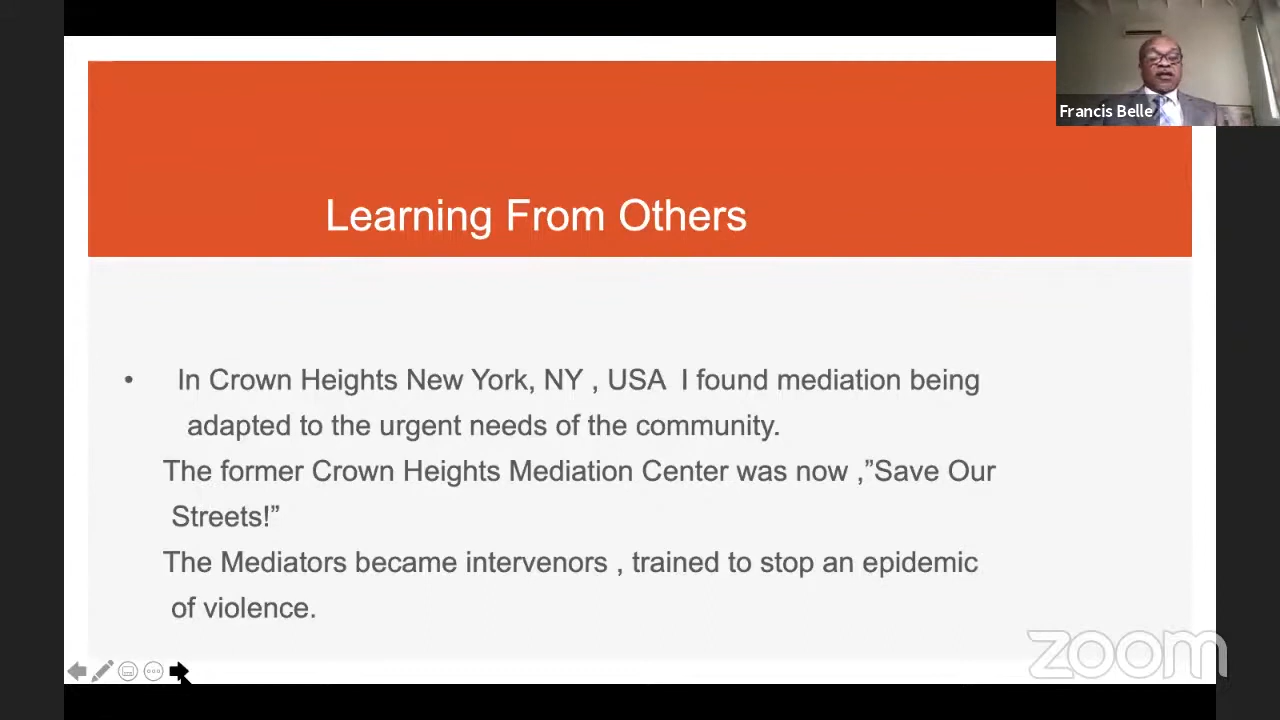 Francis Belle
Learning From Others
• In Crown Heights New York, NY , USA I found mediation being
adapted to the urgent needs of the community.
The former Crown Heights Mediation Center was now ,”Save Our
Streets!”
The Mediators became intervenors , trained to stop an epidemic
of violence.
zoom